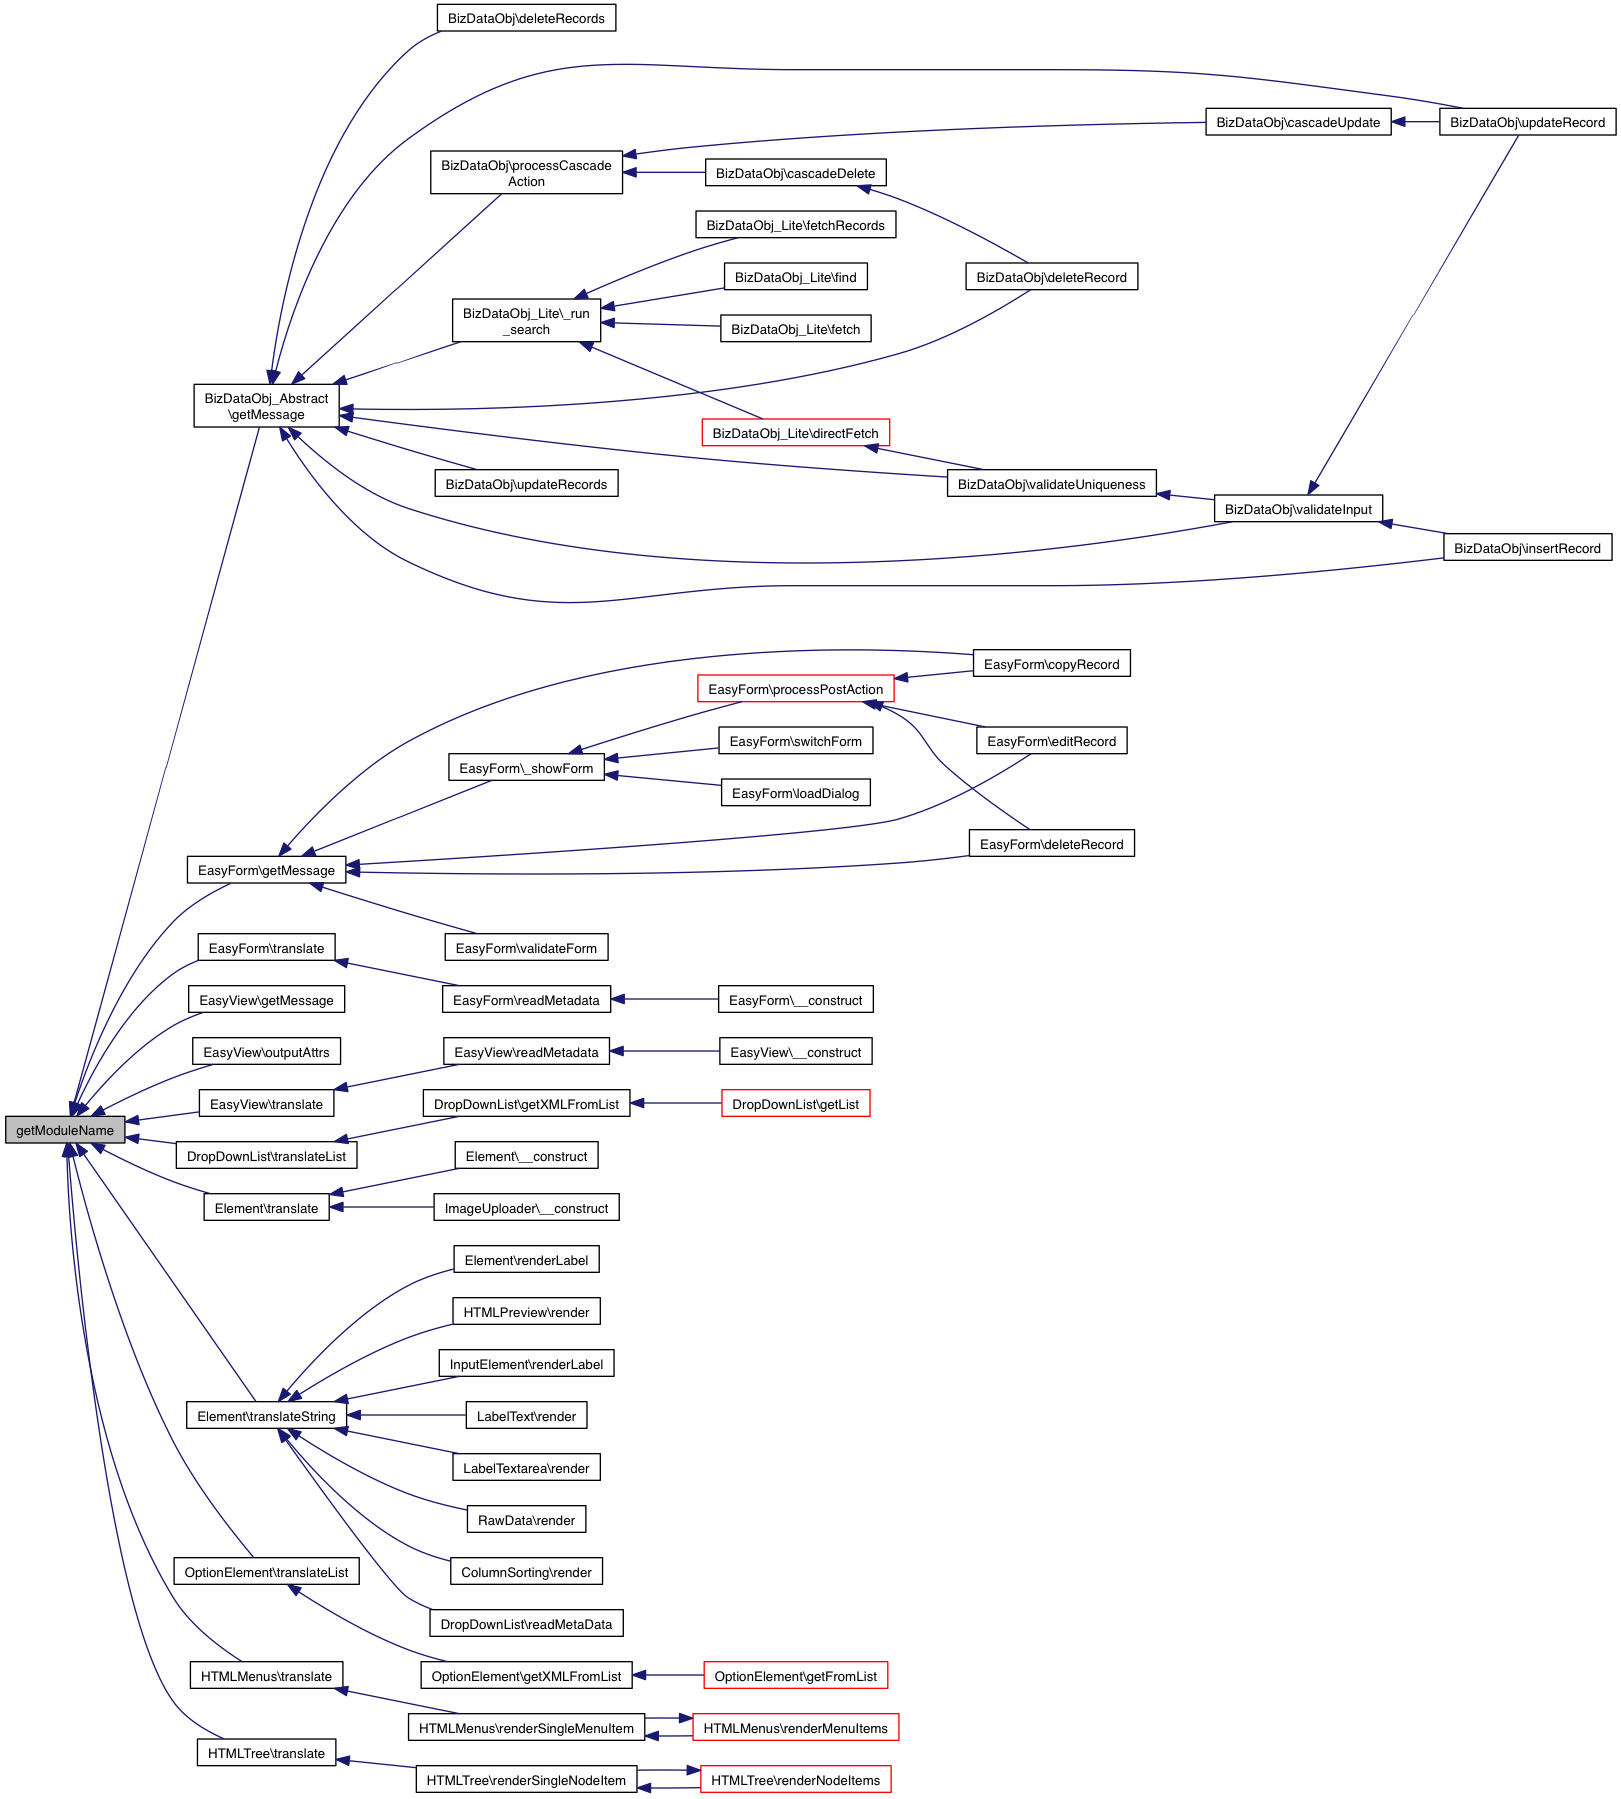 BizDataObj\deleteRecords
BizDataObj\updateRecord
BizDataObj\cascadeUpdate
BizDataObj\processCascade
Action
BizDataObj\cascadeDelete
BizDataObj_Lite\fetchRecords
BizDataObj_Lite\find
BizDataObj\deleteRecord
BizDataObj_Lite\_run
_search
BizDataObj_Lite\fetch
BizDataObj_Abstract
\getMessage
BizDataObj_Lite\directFetch
BizDataObj\updateRecords
BizDataObj\validateUniqueness
BizDataObj\validateInput
BizDataObj\insertRecord
EasyForm\copyRecord
EasyForm\processPostAction
EasyForm\switchForm
EasyForm\editRecord
EasyForm\_showForm
EasyForm\loadDialog
EasyForm\deleteRecord
EasyForm\getMessage
EasyForm\validateForm
EasyForm\translate
EasyForm\readMetadata
EasyForm\__construct
EasyView\getMessage
EasyView\outputAttrs
EasyView\readMetadata
EasyView\__construct
EasyView\translate
DropDownList\getXMLFromList
DropDownList\getList
getModuleName
DropDownList\translateList
Element\__construct
Element\translate
ImageUploader\__construct
Element\renderLabel
HTMLPreview\render
InputElement\renderLabel
Element\translateString
LabelText\render
LabelTextarea\render
RawData\render
OptionElement\translateList
ColumnSorting\render
DropDownList\readMetaData
HTMLMenus\translate
OptionElement\getXMLFromList
OptionElement\getFromList
HTMLMenus\renderSingleMenuItem
HTMLMenus\renderMenuItems
HTMLTree\translate
HTMLTree\renderSingleNodeItem
HTMLTree\renderNodeItems